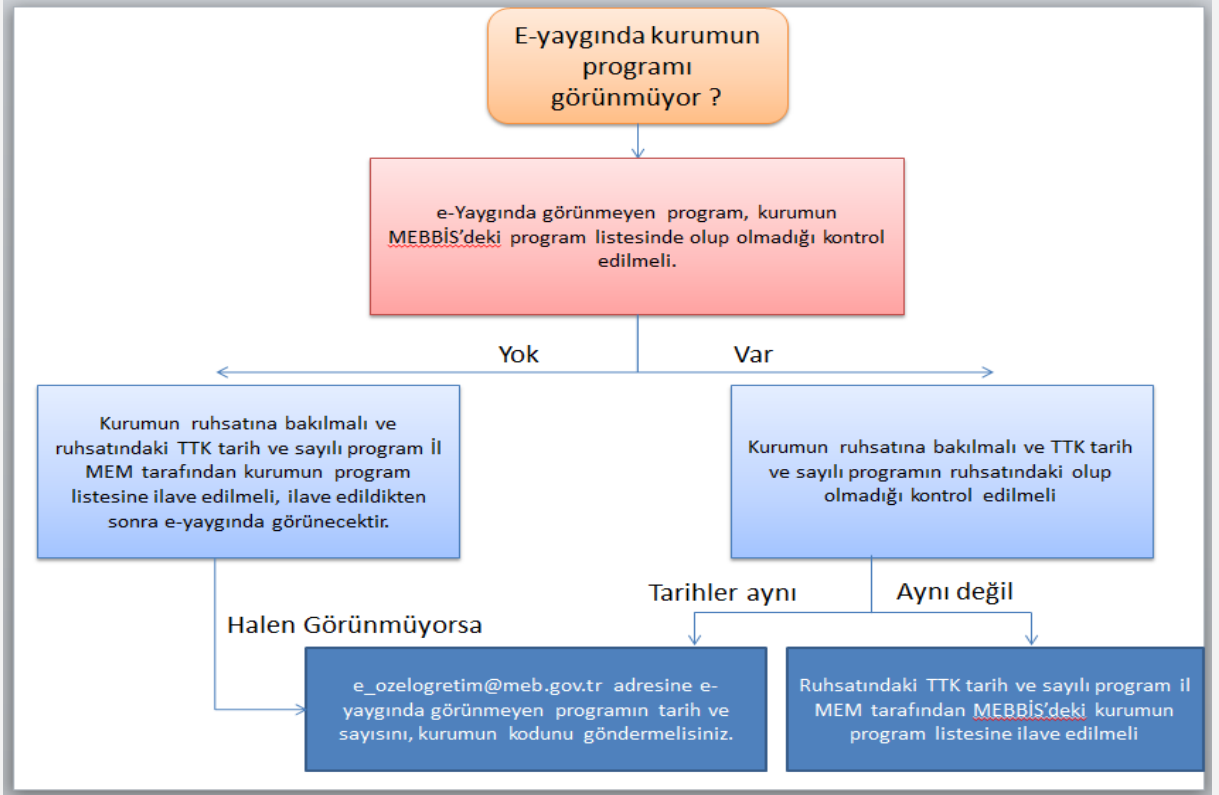 E-yaygında kurumun
programı
görünmüyor ?
e-Yaygında görünmeyen program, kurumun
MEBBİS’deki program listesinde olup olmadığı kontrol
edilmeli.
Yok
Var
Kurumun ruhsatına bakılmalı ve
ruhsatındaki TTK tarih ve sayılı program İl
MEM tarafından kurumun program
listesine ilave edilmeli, ilave edildikten
sonra e-yaygında görünecektir.
Kurumun ruhsatına bakılmalı ve TTK tarih
ve sayılı programın ruhsatındaki olup
olmadığı kontrol edilmeli
Tarihler aynı
Aynı değil
Halen Görünmüyorsa
e_ozelogretim@meb.gov.tr adresine e-
yaygında görünmeyen programın tarih ve
sayısını, kurumun kodunu göndermelisiniz.
Ruhsatındaki TTK tarih ve sayılı program il
MEM tarafından MEBBİS’deki kurumun
program listesine ilave edilmeli